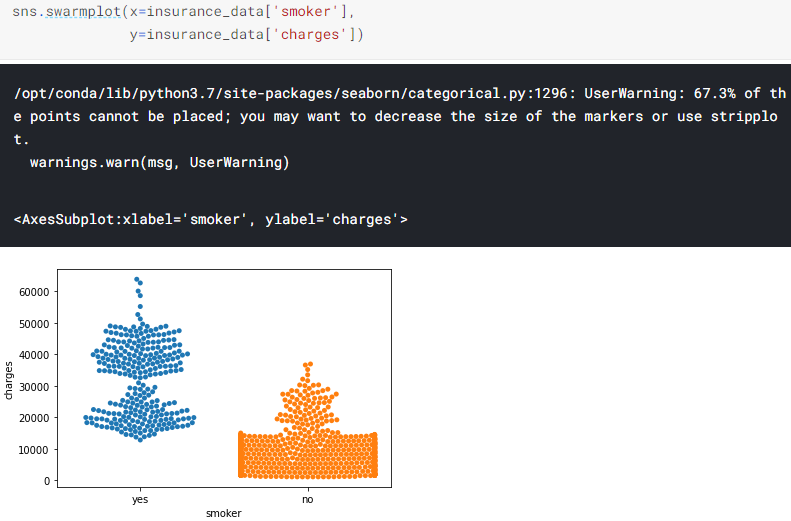 sns.swarmplot(x=insurance_data['smoker'],
              y=insurance_data['charges'])
/opt/conda/lib/python3.7/site-packages/seaborn/categorical.py:1296: UserWarning: 67.3% of th
e points cannot be placed; you may want to decrease the size of the markers or use stripplo
t.
  warnings.warn(msg, UserWarning)
<AxesSubplot:xlabel='smoker', ylabel='charges'>
60000
50000
40000
30000
20000
10000
0
charges
yes no
smoker